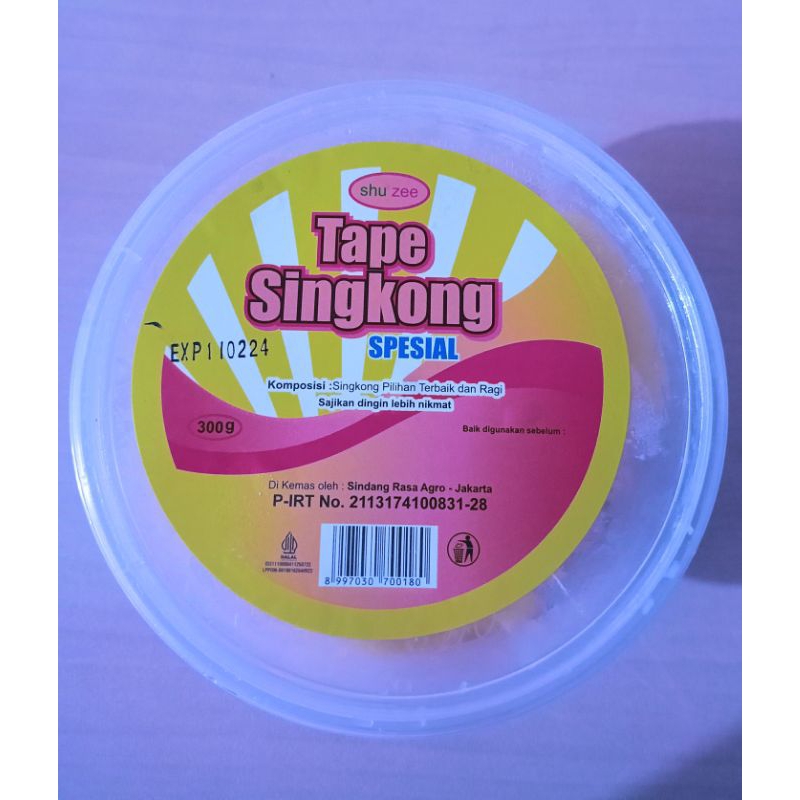 shu zee
Tape
Singkong
SPESIAL
EXP110224
Komposisi :Singkong Pilihan Terbaik dan Ragi
Sajikan dingin lebih nikmat
300g
Baik digunakan sebelum :
Di Kemas oleh : Sindang Rasa Agro - Jakarta
P-IRT No. 2113174100831-28
HALAL
8 997030 700180